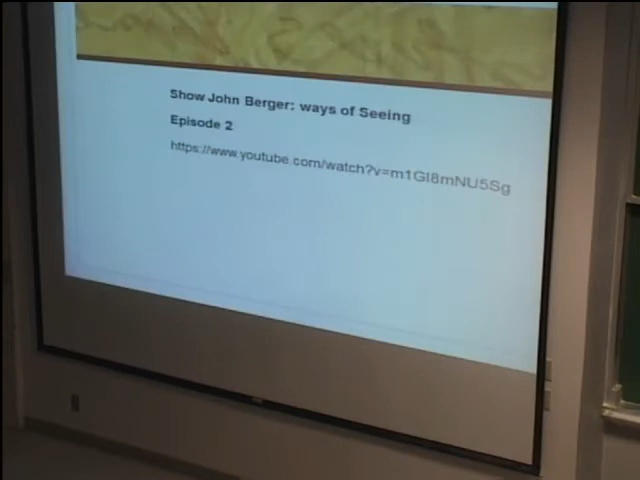 Show John Berger: ways of Seeing
Episode 2
https://www.youtube.com/watch?v=m1GI8mNU5Sg